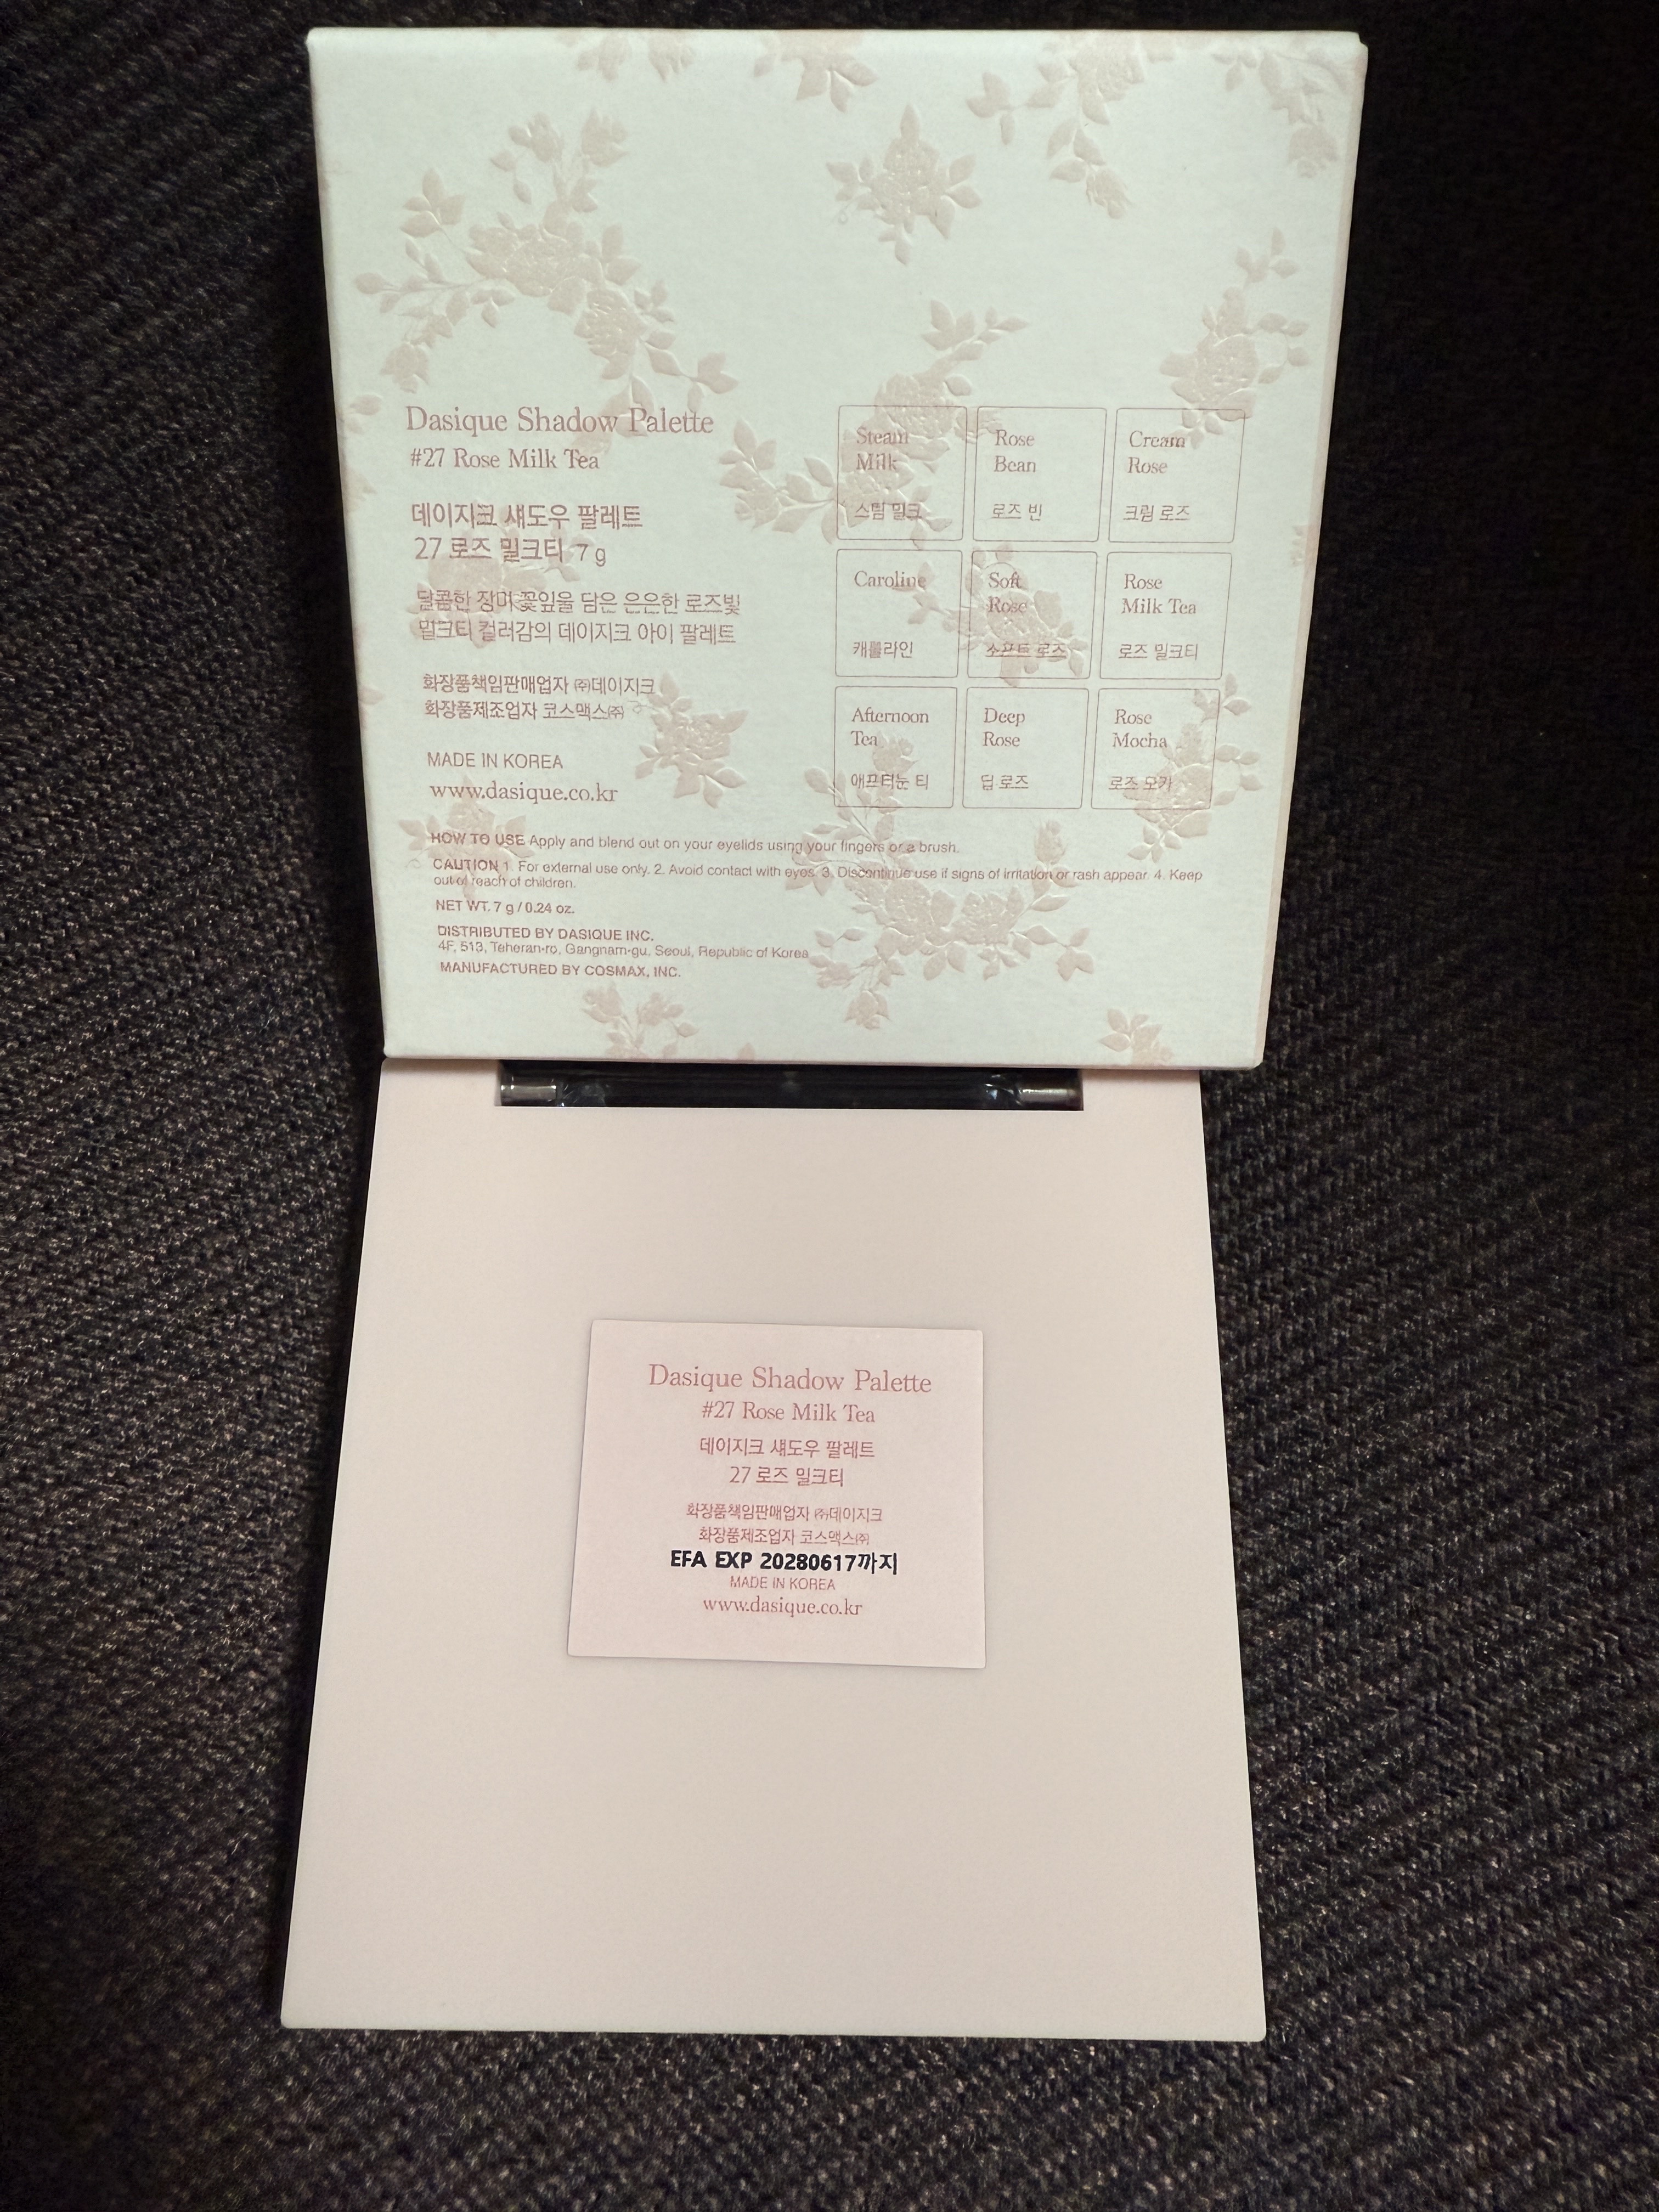 Dasique Shadow Palette
#27 Rose Milk Tea
데이지크 섀도우 팔레트
27 로즈 밀크티 7 g
달콤한 장미 꽃잎을 담은 은은한 로즈빛
밀크티 컬러감의 데이지크 아이 팔레트
화장품책임판매업자 ㈜데이지크
화장품제조업자 코스맥스㈜
MADE IN KOREA
www.dasique.co.kr
Steam
Milk
스팀 밀크
Rose
Bean
로즈 빈
Cream
Rose
크림 로즈
Caroline
캐롤라인
Soft
Rose
소프트 로즈
Rose
Milk Tea
로즈 밀크티
Afternoon
Tea
애프터눈 티
Deep
Rose
딥 로즈
Rose
Mocha
로즈 모카
HOW TO USE Apply and blend out on your eyelids using your fingers or a brush.
CAUTION 1. For external use only. 2. Avoid contact with eyes. 3. Discontinue use if signs of irritation or rash appear. 4. Keep
out of reach of children.
NET WT. 7 g / 0.24 oz.
DISTRIBUTED BY DASIQUE INC.
4F, 513, Teheran-ro, Gangnam-gu, Seoul, Republic of Korea
MANUFACTURED BY COSMAX, INC.
Dasique Shadow Palette
#27 Rose Milk Tea
데이지크 섀도우 팔레트
27 로즈 밀크티
화장품책임판매업자 ㈜데이지크
화장품제조업자 코스맥스㈜
EFA EXP 20280617까지
MADE IN KOREA
www.dasique.co.kr